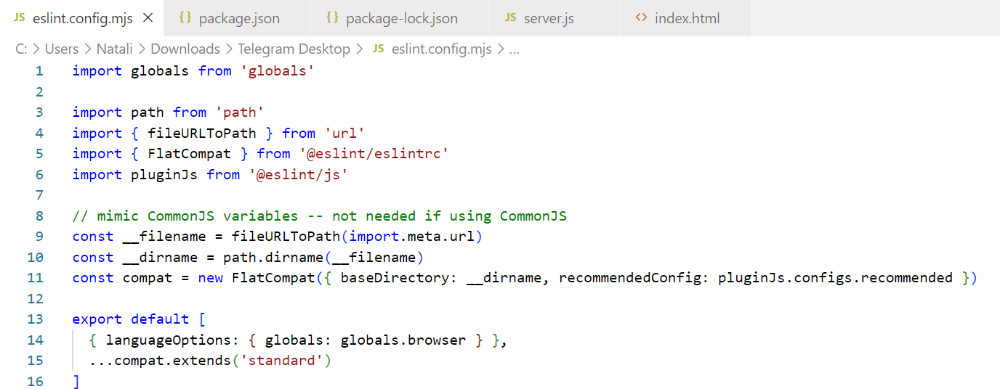 JS eslint.config.mjs × {} package.json {} package-lock.json JS server.js <> index.html
C: > Users > Natali > Downloads > Telegram Desktop > JS eslint.config.mjs > ...
1 import globals from 'globals'
2
3 import path from 'path'
4 import { fileURLToPath } from 'url'
5 import { FlatCompat } from '@eslint/eslintrc'
6 import pluginJs from '@eslint/js'
7
8 // mimic CommonJS variables -- not needed if using CommonJS
9 const __filename = fileURLToPath(import.meta.url)
10 const __dirname = path.dirname(__filename)
11 const compat = new FlatCompat({ baseDirectory: __dirname, recommendedConfig: pluginJs.configs.recommended })
12
13 export default [
14 { languageOptions: { globals: globals.browser } },
15 ...compat.extends('standard')
16 ]